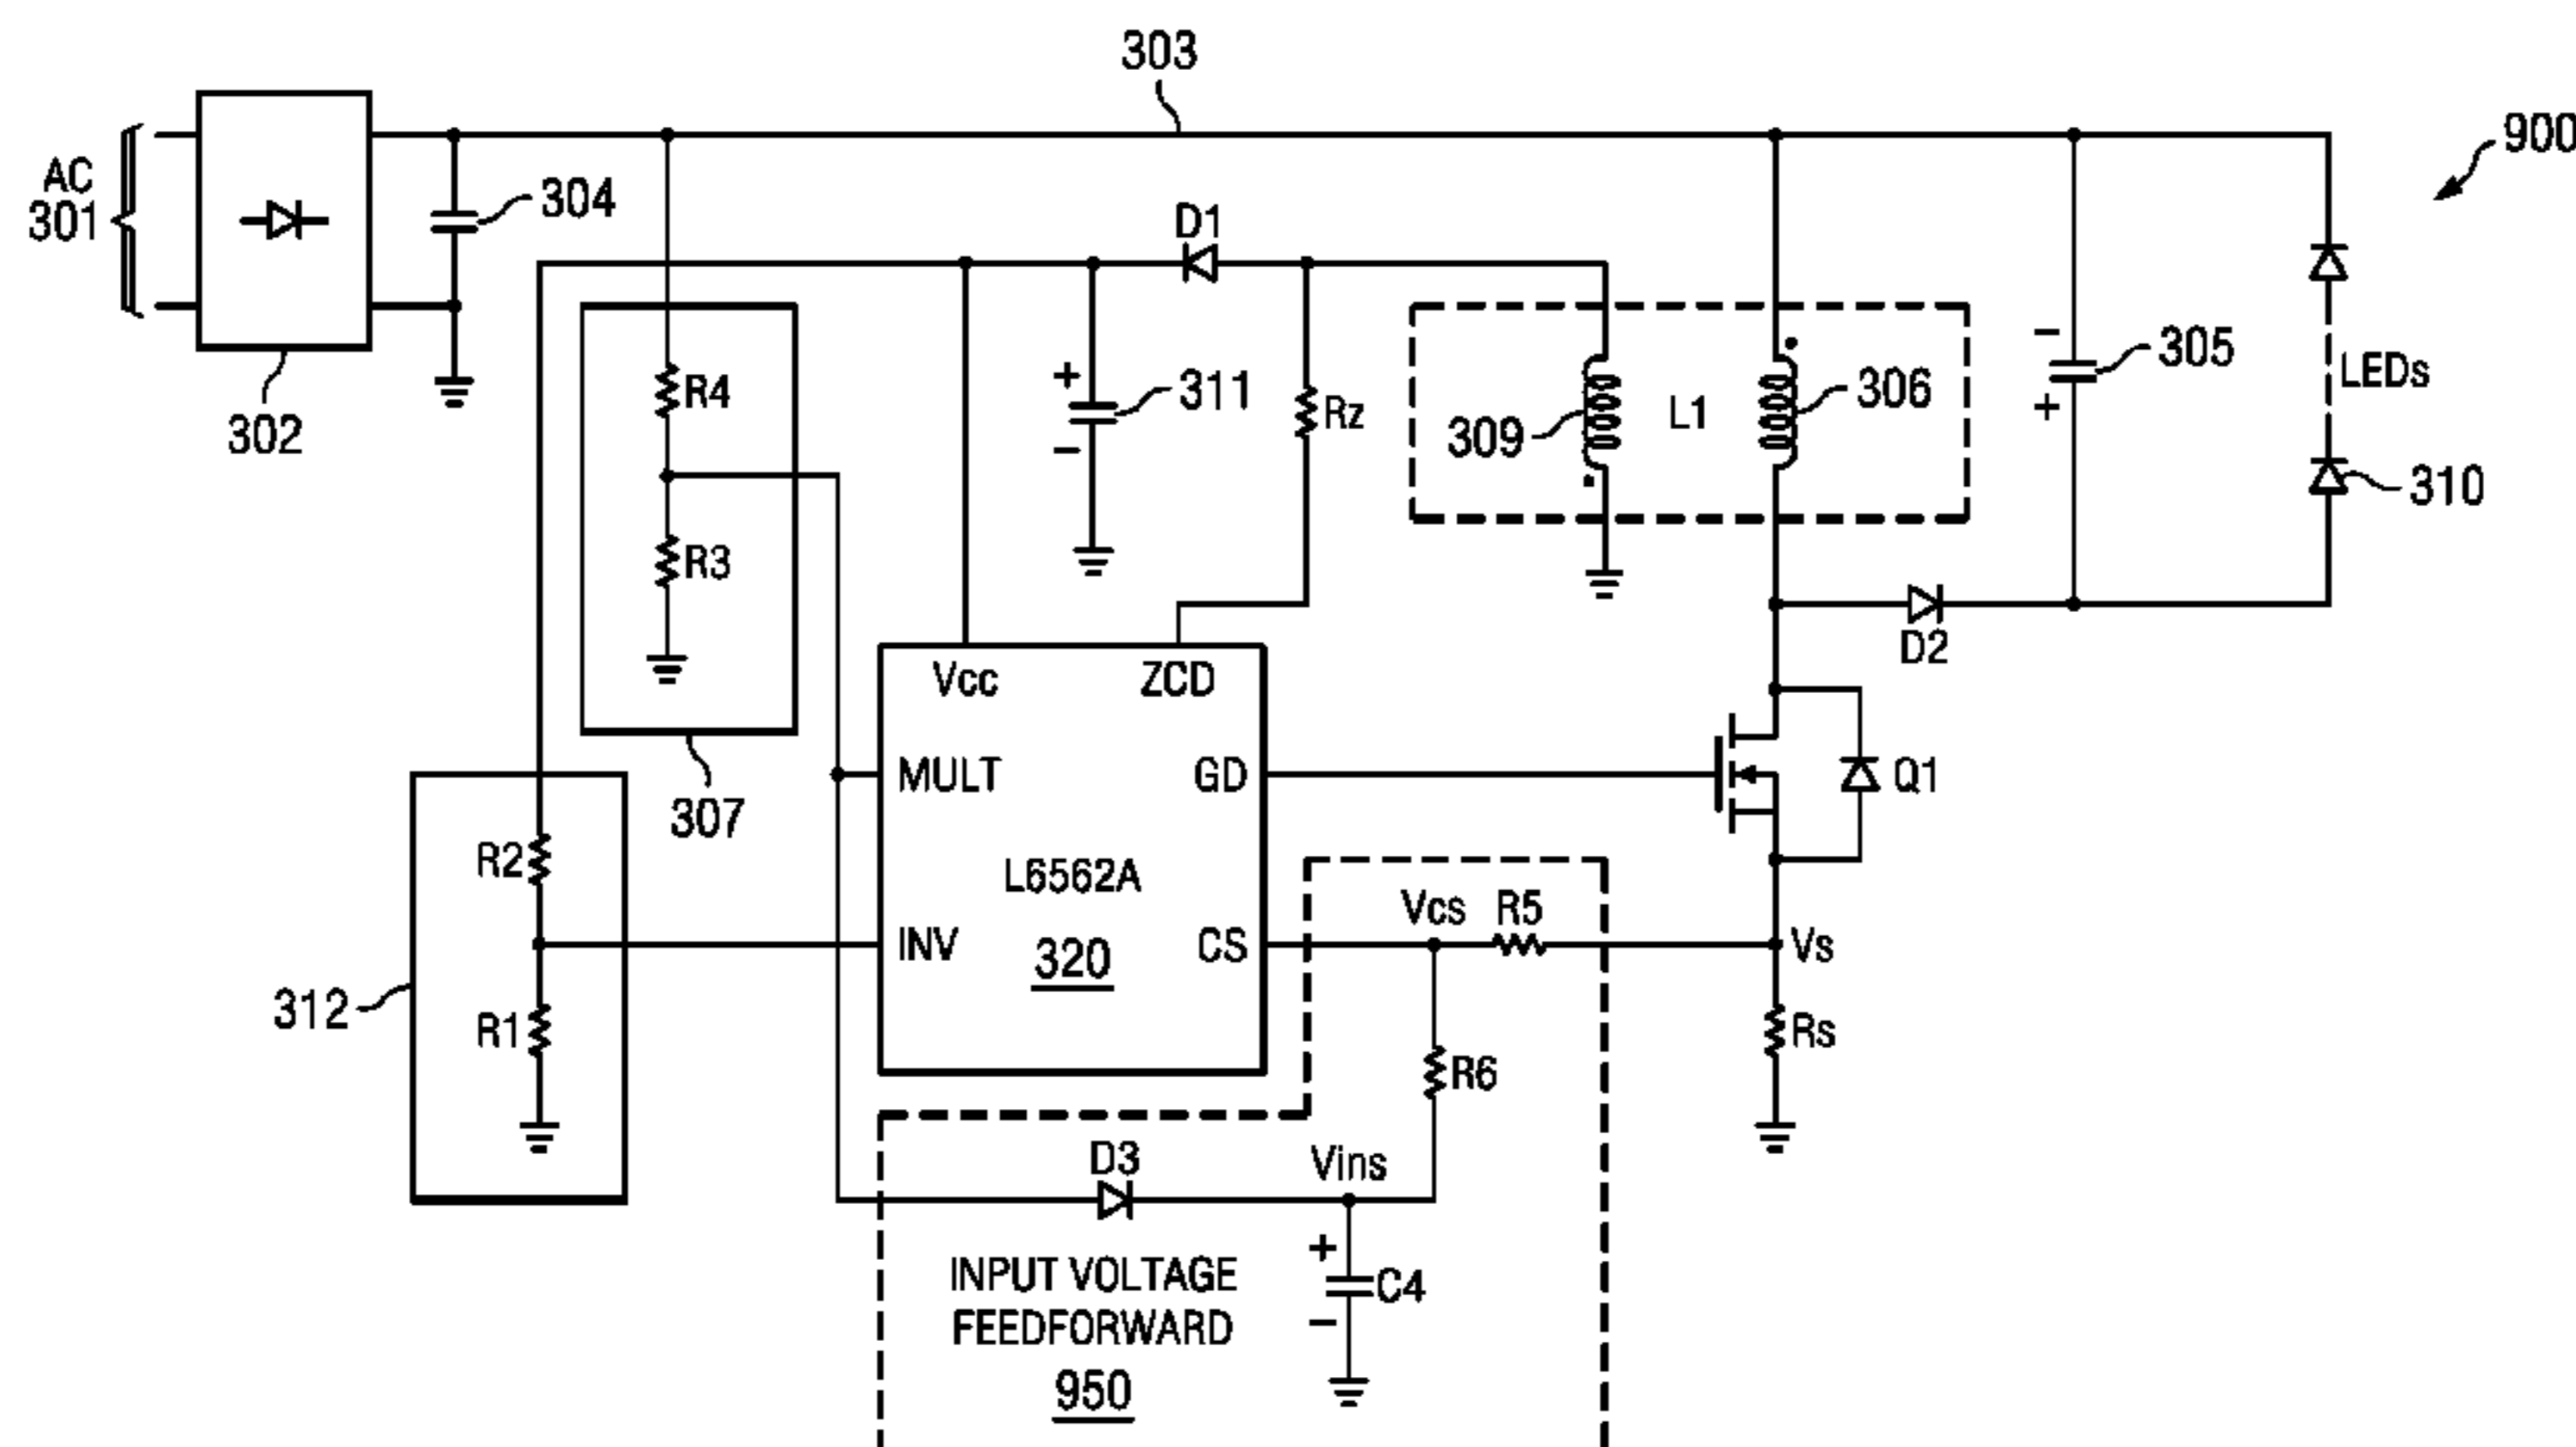 303
900
AC
301
304
D1
302
R4
311
Rz
309
L1
306
−
305
+
LEDs
310
+
−
R3
D2
Vcc
ZCD
307
MULT
GD
Q1
R2
L6562A
Vcs
R5
INV
320
CS
Vs
312
R1
R6
Rs
D3
Vins
+
C4
−
INPUT VOLTAGE
FEEDFORWARD
950